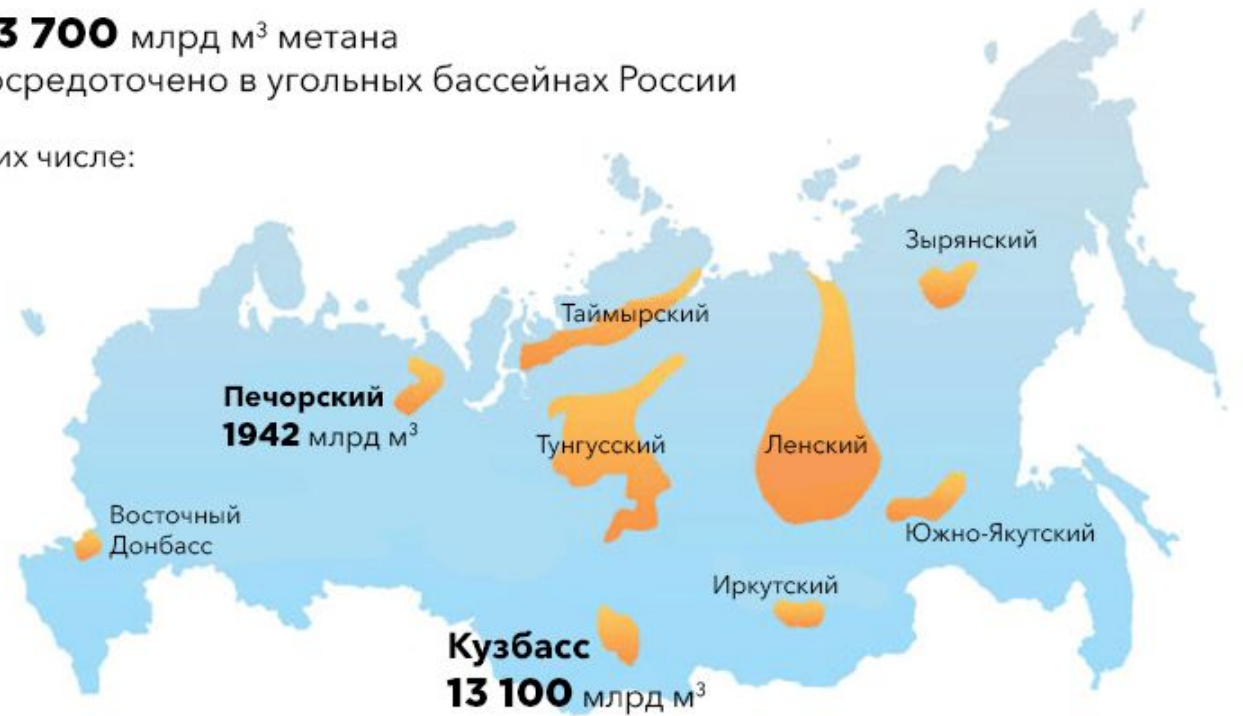 3 700 млрд м³ метана
осредоточено в угольных бассейнах России
их числе:
Зырянский
Таймырский
Печорский
1942 млрд м³
Тунгусский
Ленский
Восточный
Донбасс
Южно-Якутский
Иркутский
Кузбасс
13 100 млрд м³